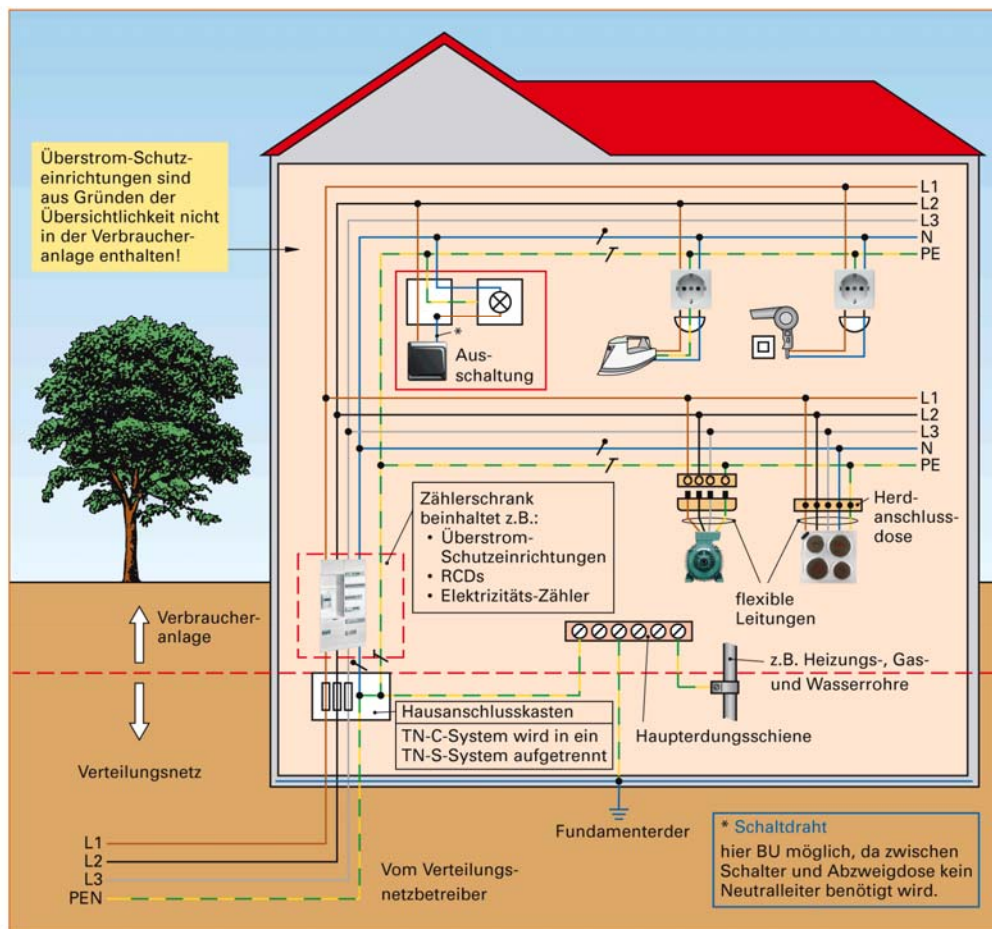 Überstrom-Schutz-
einrichtungen sind
aus Gründen der
Übersichtlichkeit nicht
in der Verbraucher-
anlage enthalten!
L1
L2
L3
N
PE
*
Aus-
schaltung
L1
L2
L3
N
PE
Zählerschrank
beinhaltet z.B.:
• Überstrom-
Schutzeinrichtungen
• RCDs
• Elektrizitäts-Zähler
Herd-
anschluss-
dose
flexible
Leitungen
Verbraucher-
anlage
z.B. Heizungs-, Gas-
und Wasserrohre
Hausanschlusskasten
TN-C-System wird in ein
TN-S-System aufgetrennt
Haupterdungsschiene
Verteilungsnetz
Fundamenterder
L1
L2
L3
PEN
Vom Verteilungs-
netzbetreiber
* Schaltdraht
hier BU möglich, da zwischen
Schalter und Abzweigdose kein
Neutralleiter benötigt wird.